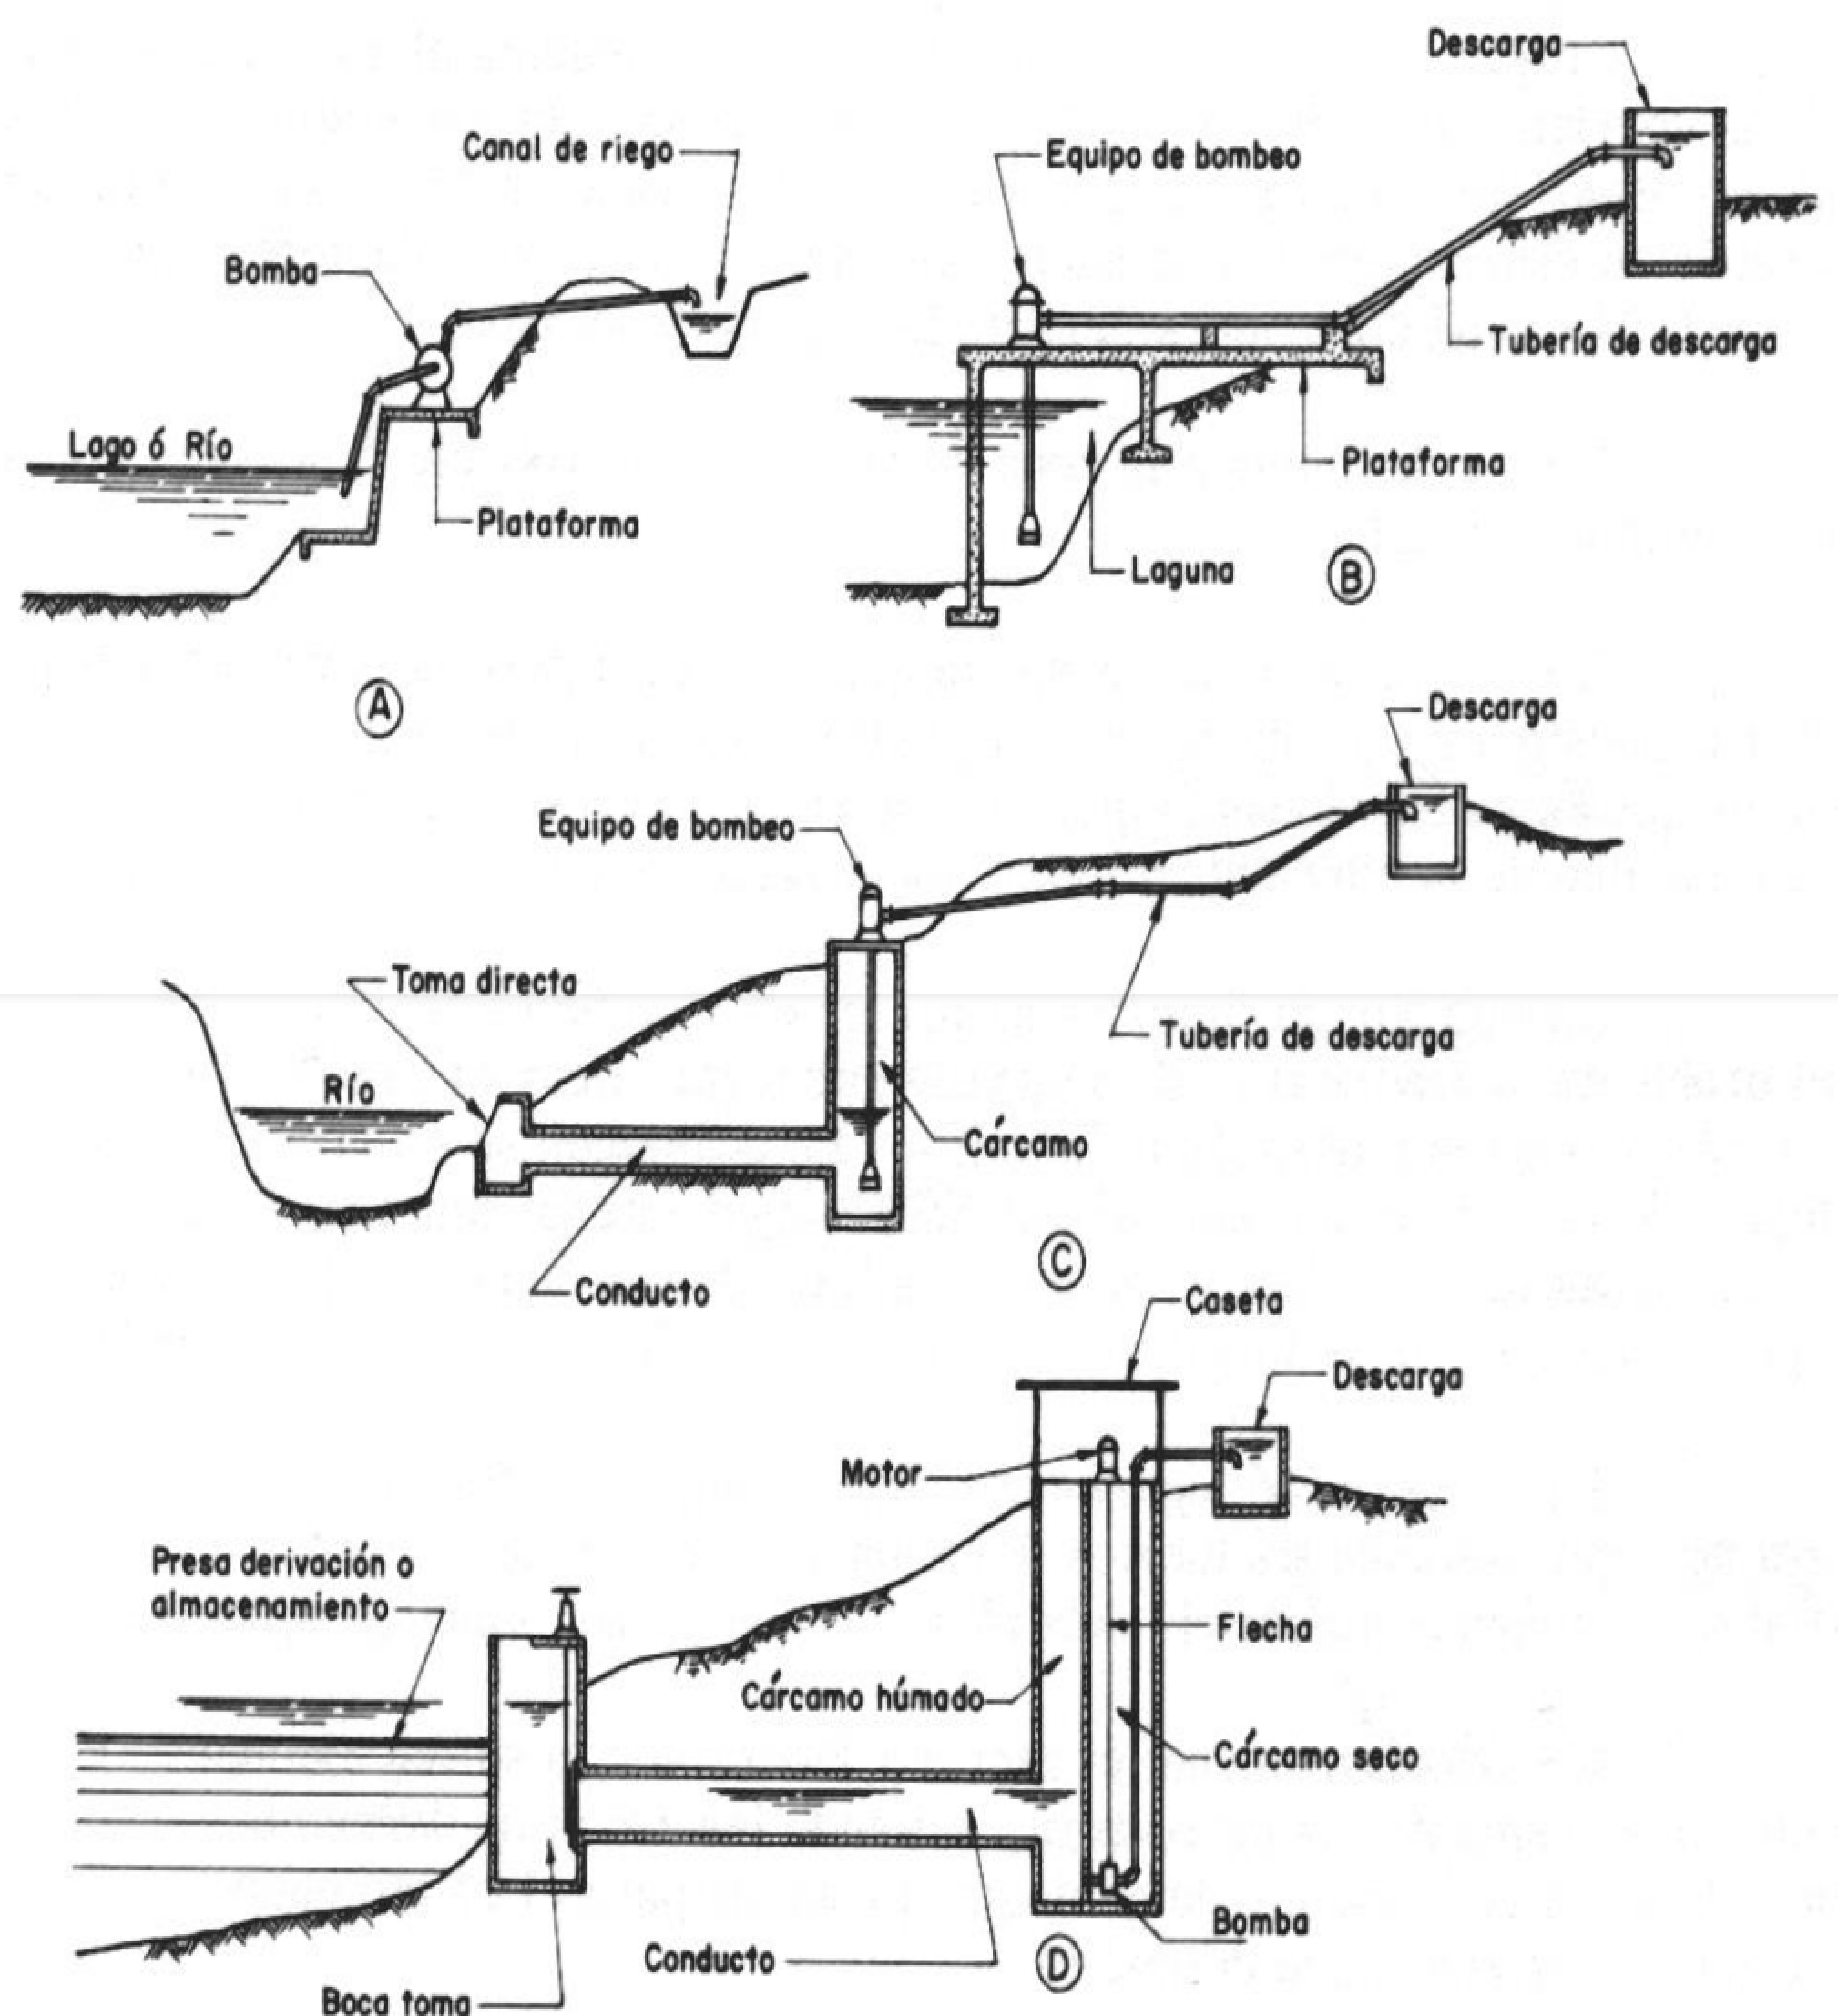 Canal de riego
Bomba
Lago ó Río
Plataforma
A
Descarga
Equipo de bombeo
Tubería de descarga
Plataforma
Laguna
B
Descarga
Equipo de bombeo
Toma directa
Tubería de descarga
Río
Cárcamo
Conducto
C
Caseta
Descarga
Motor
Presa derivación o
almacenamiento
Flecha
Cárcamo húmado
Cárcamo seco
Bomba
Conducto
D
Boca toma